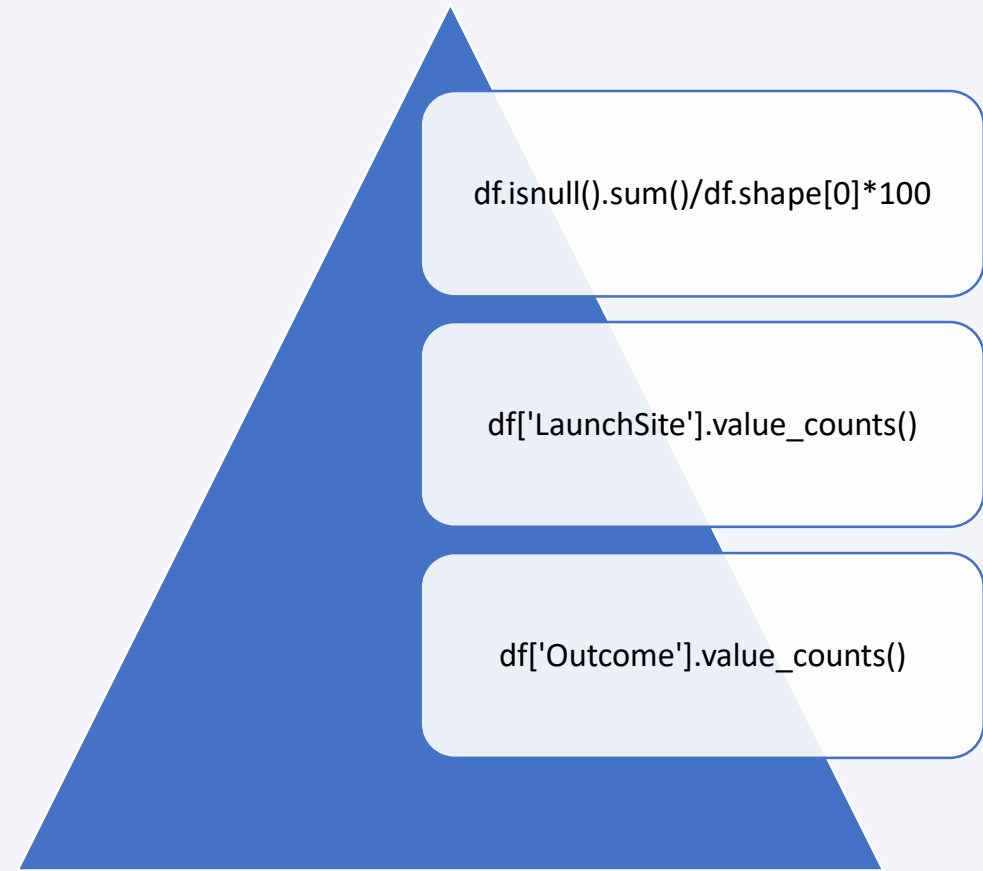 df.isnull().sum()/df.shape[0]*100
df['LaunchSite'].value_counts()
df['Outcome'].value_counts()